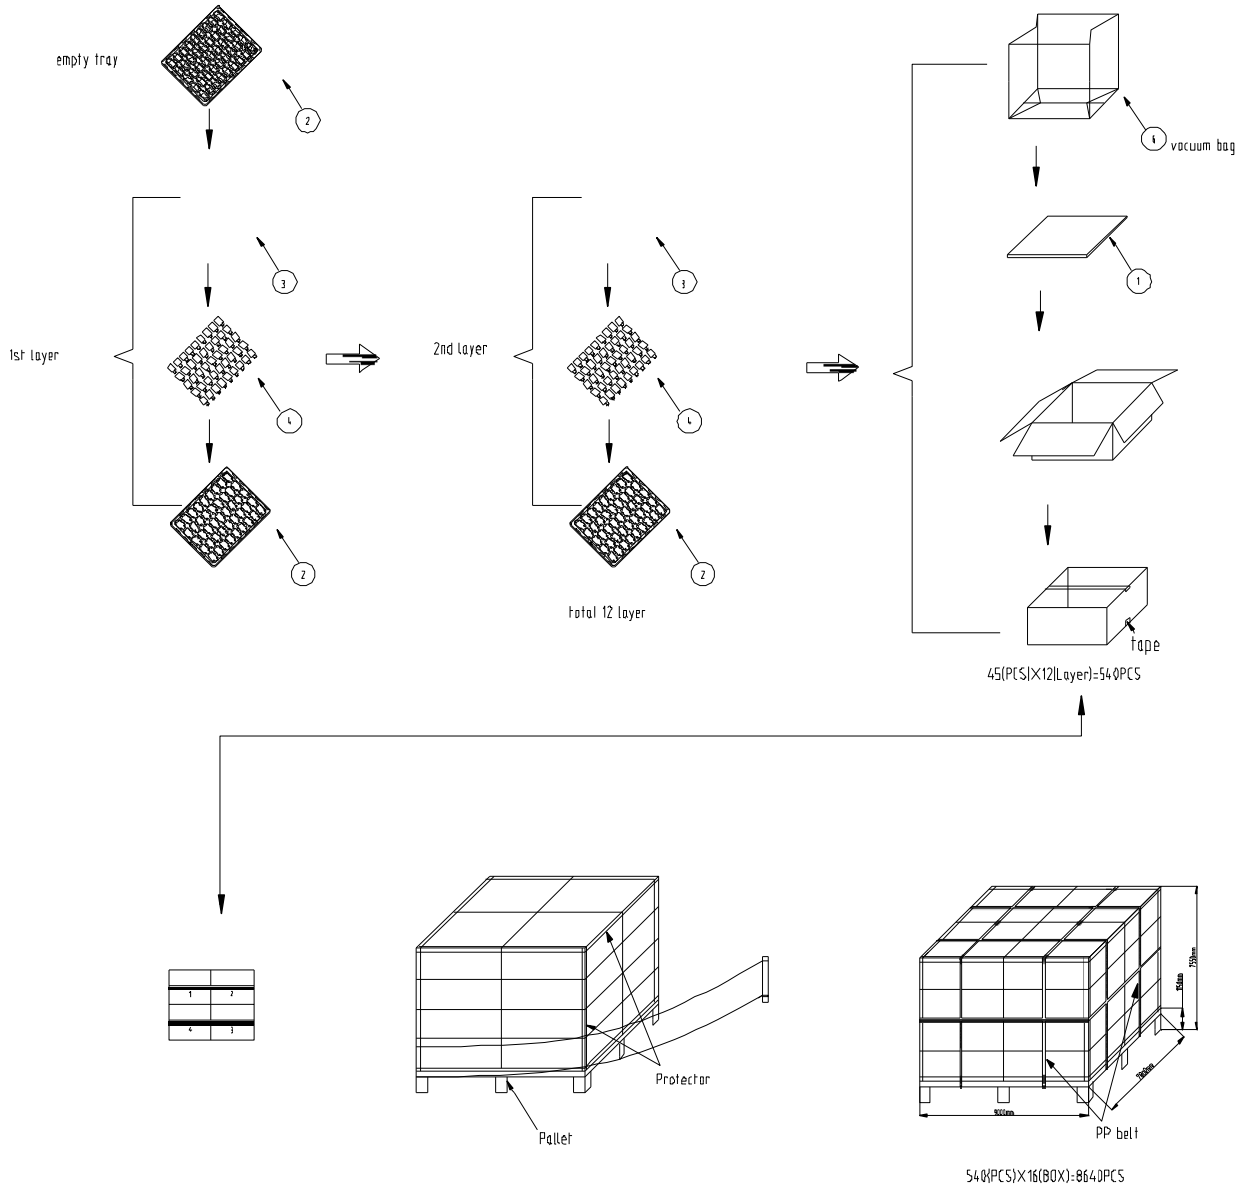 empty tray
2
6
vacuum bag
3
3
1
1st layer
2nd layer
4
4
2
2
total 12 layer
tape
45(PCS)X12(Layer)=540PCS
1 2
4 3
Protector
Pallet
PP belt
540(PCS)X16(BOX)=8640PCS